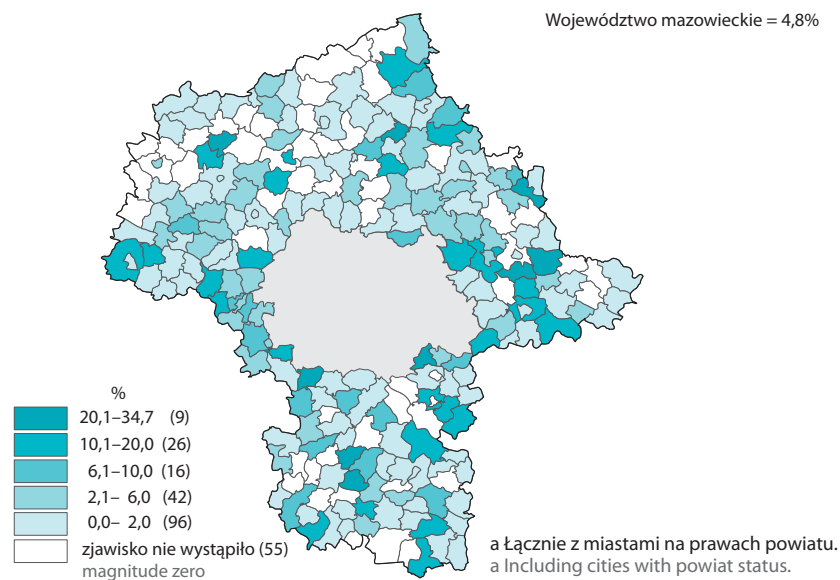 Województwo mazowieckie = 4,8%
%
20,1–34,7 (9)
10,1–20,0 (26)
6,1–10,0 (16)
2,1– 6,0 (42)
0,0– 2,0 (96)
zjawisko nie wystąpiło (55)
magnitude zero
a Łącznie z miastami na prawach powiatu.
a Including cities with powiat status.